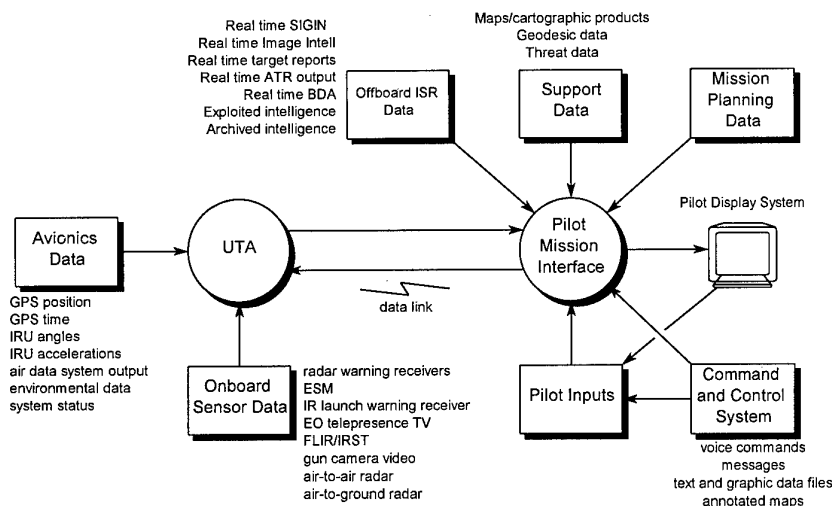 Real time SIGIN
Real time Image Intell
Real time target reports
Real time ATR output
Real time BDA
Exploited intelligence
Archived intelligence
Offboard ISR
Data
Maps/cartographic products
Geodesic data
Threat data
Support
Data
Mission
Planning
Data
Pilot Display System
Avionics
Data
UTA
Pilot
Mission
Interface
data link
GPS position
GPS time
IRU angles
IRU accelerations
air data system output
environmental data
system status
Onboard
Sensor Data
radar warning receivers
ESM
IR launch warning receiver
EO telepresence TV
FLIR/IRST
gun camera video
air-to-air radar
air-to-ground radar
Pilot Inputs
Command
and Control
System
voice commands
messages
text and graphic data files
annotated maps